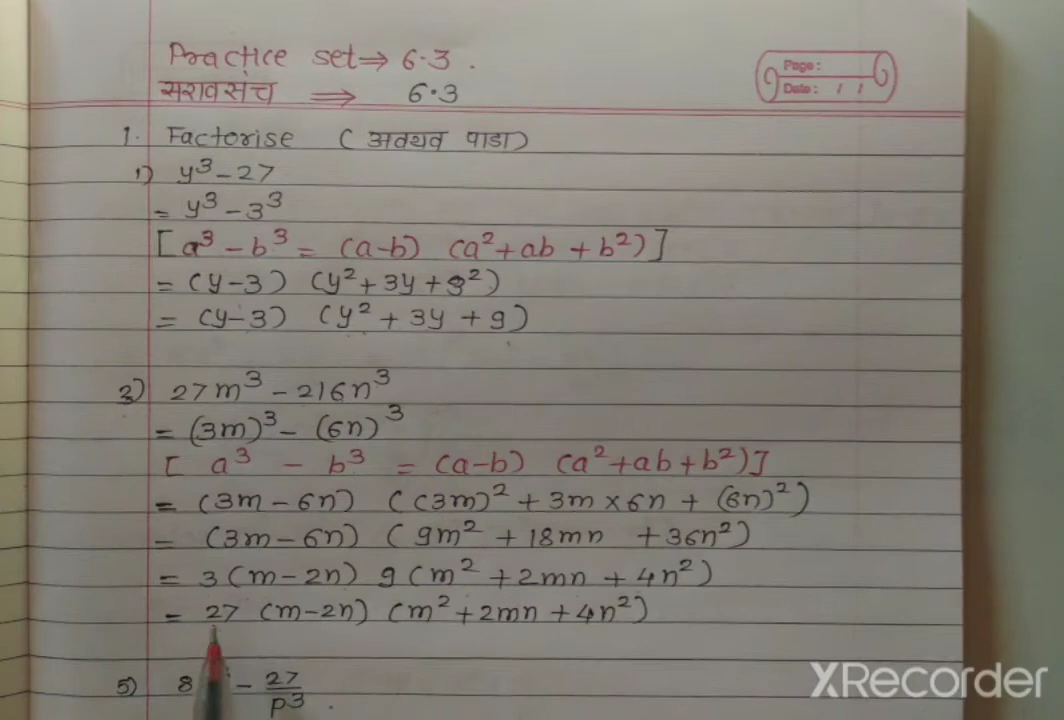 Practice set ⇒ 6.3.
सरावसंच ⇒ 6.3
Page:
Date: / /
1. Factorise (अवयव पाडा)
1) y³ - 27
= y³ - 3³
[a³ - b³ = (a-b) (a² + ab + b²)]
= (y-3) (y² + 3y + 3²)
= (y-3) (y² + 3y + 9)
3) 27m³ - 216n³
= (3m)³ - (6n)³
[ a³ - b³ = (a-b) (a²+ab+b²)]
= (3m - 6n) ((3m)² + 3m × 6n + (6n)²)
= (3m - 6n) (9m² + 18mn + 36n²)
= 3 (m - 2n) 9 (m² + 2mn + 4n²)
= 27 (m-2n) (m² + 2mn + 4n²)
5) 8 - 27/p3.
XRecorder